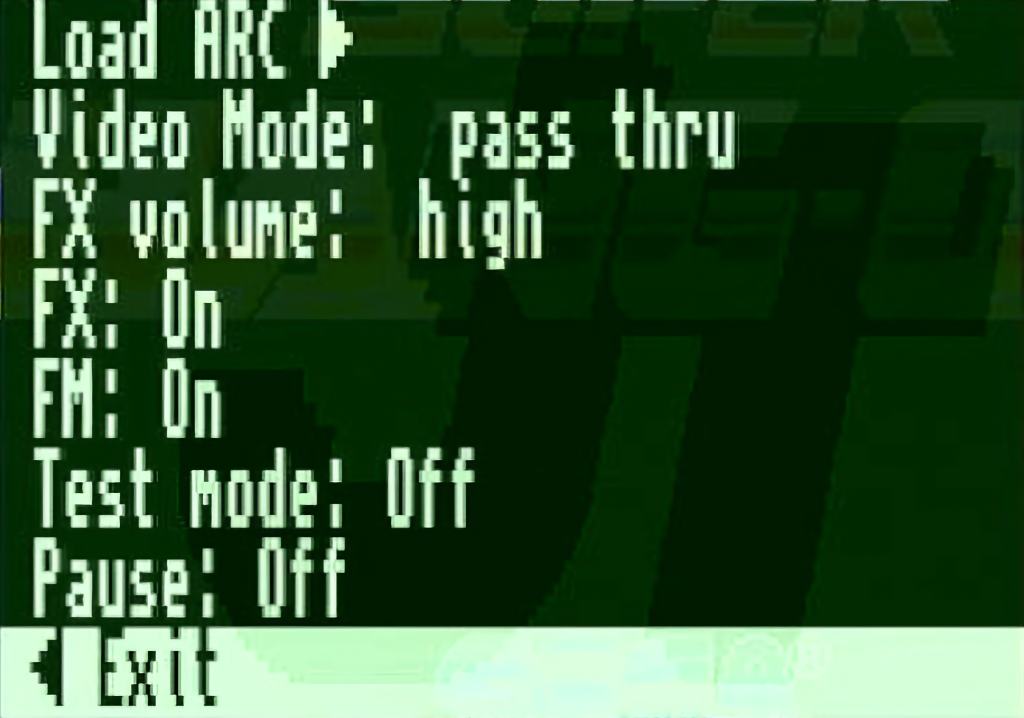 Load ARC ▶
Video Mode: pass thru
FX volume: high
FX: On
FM: On
Test mode: Off
Pause: Off
◀ Exit